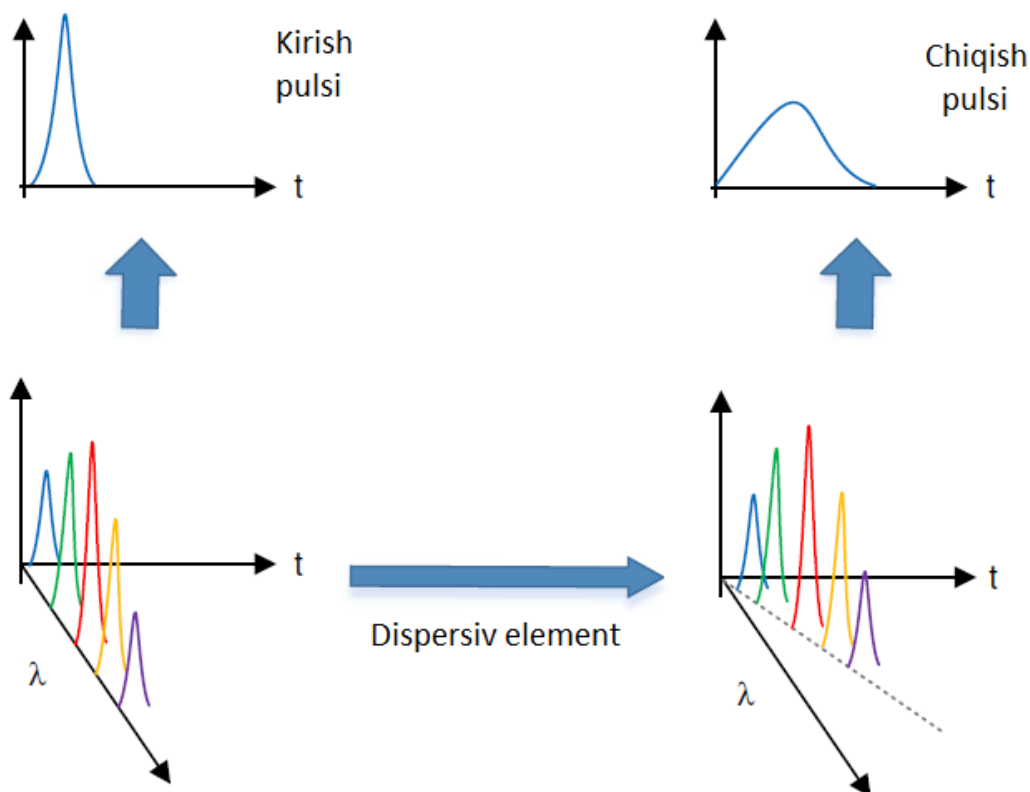 Kirish
pulsi
t
Chiqish
pulsi
t
t
λ
Dispersiv element
t
λ